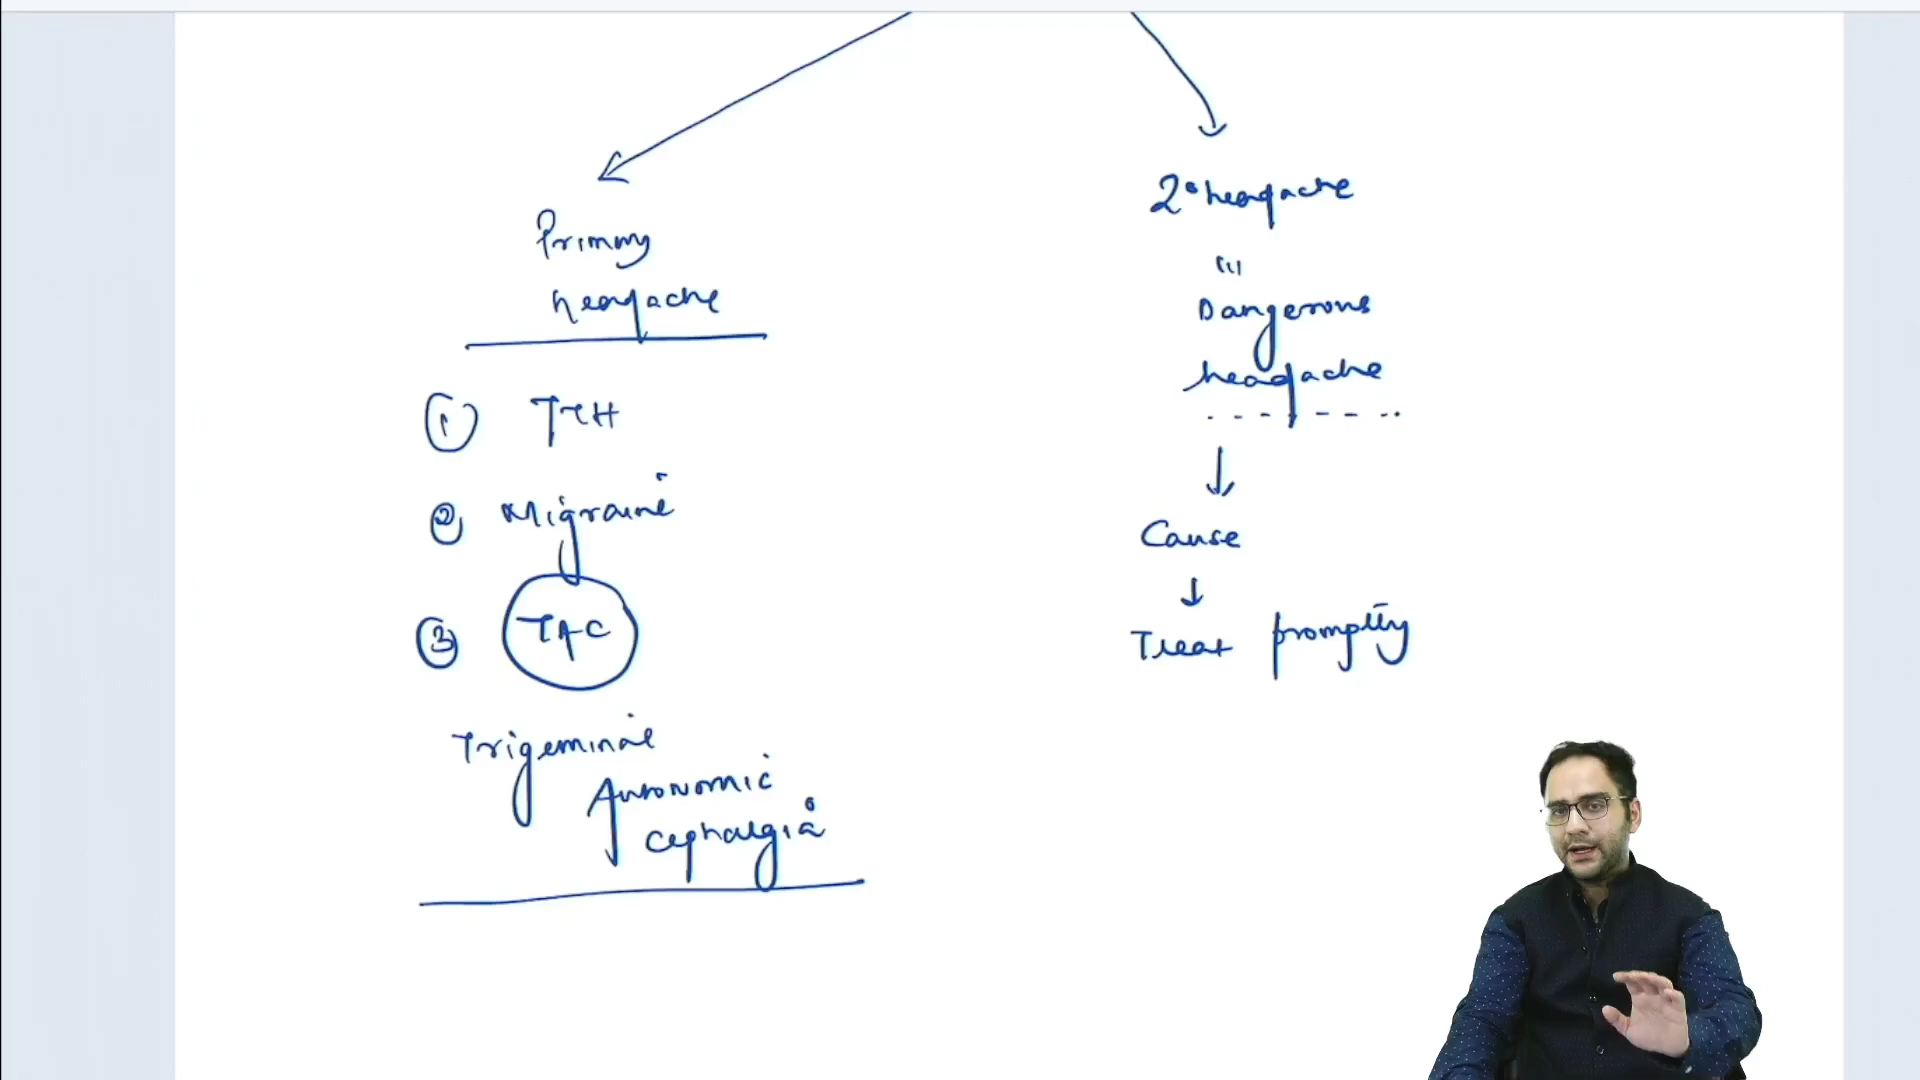 Primary
headache
① TTH
② Migraine
③ TAC
Trigeminal
Autonomic
cephalgia
2° headache
Dangerous
headache
Cause
Treat promptly